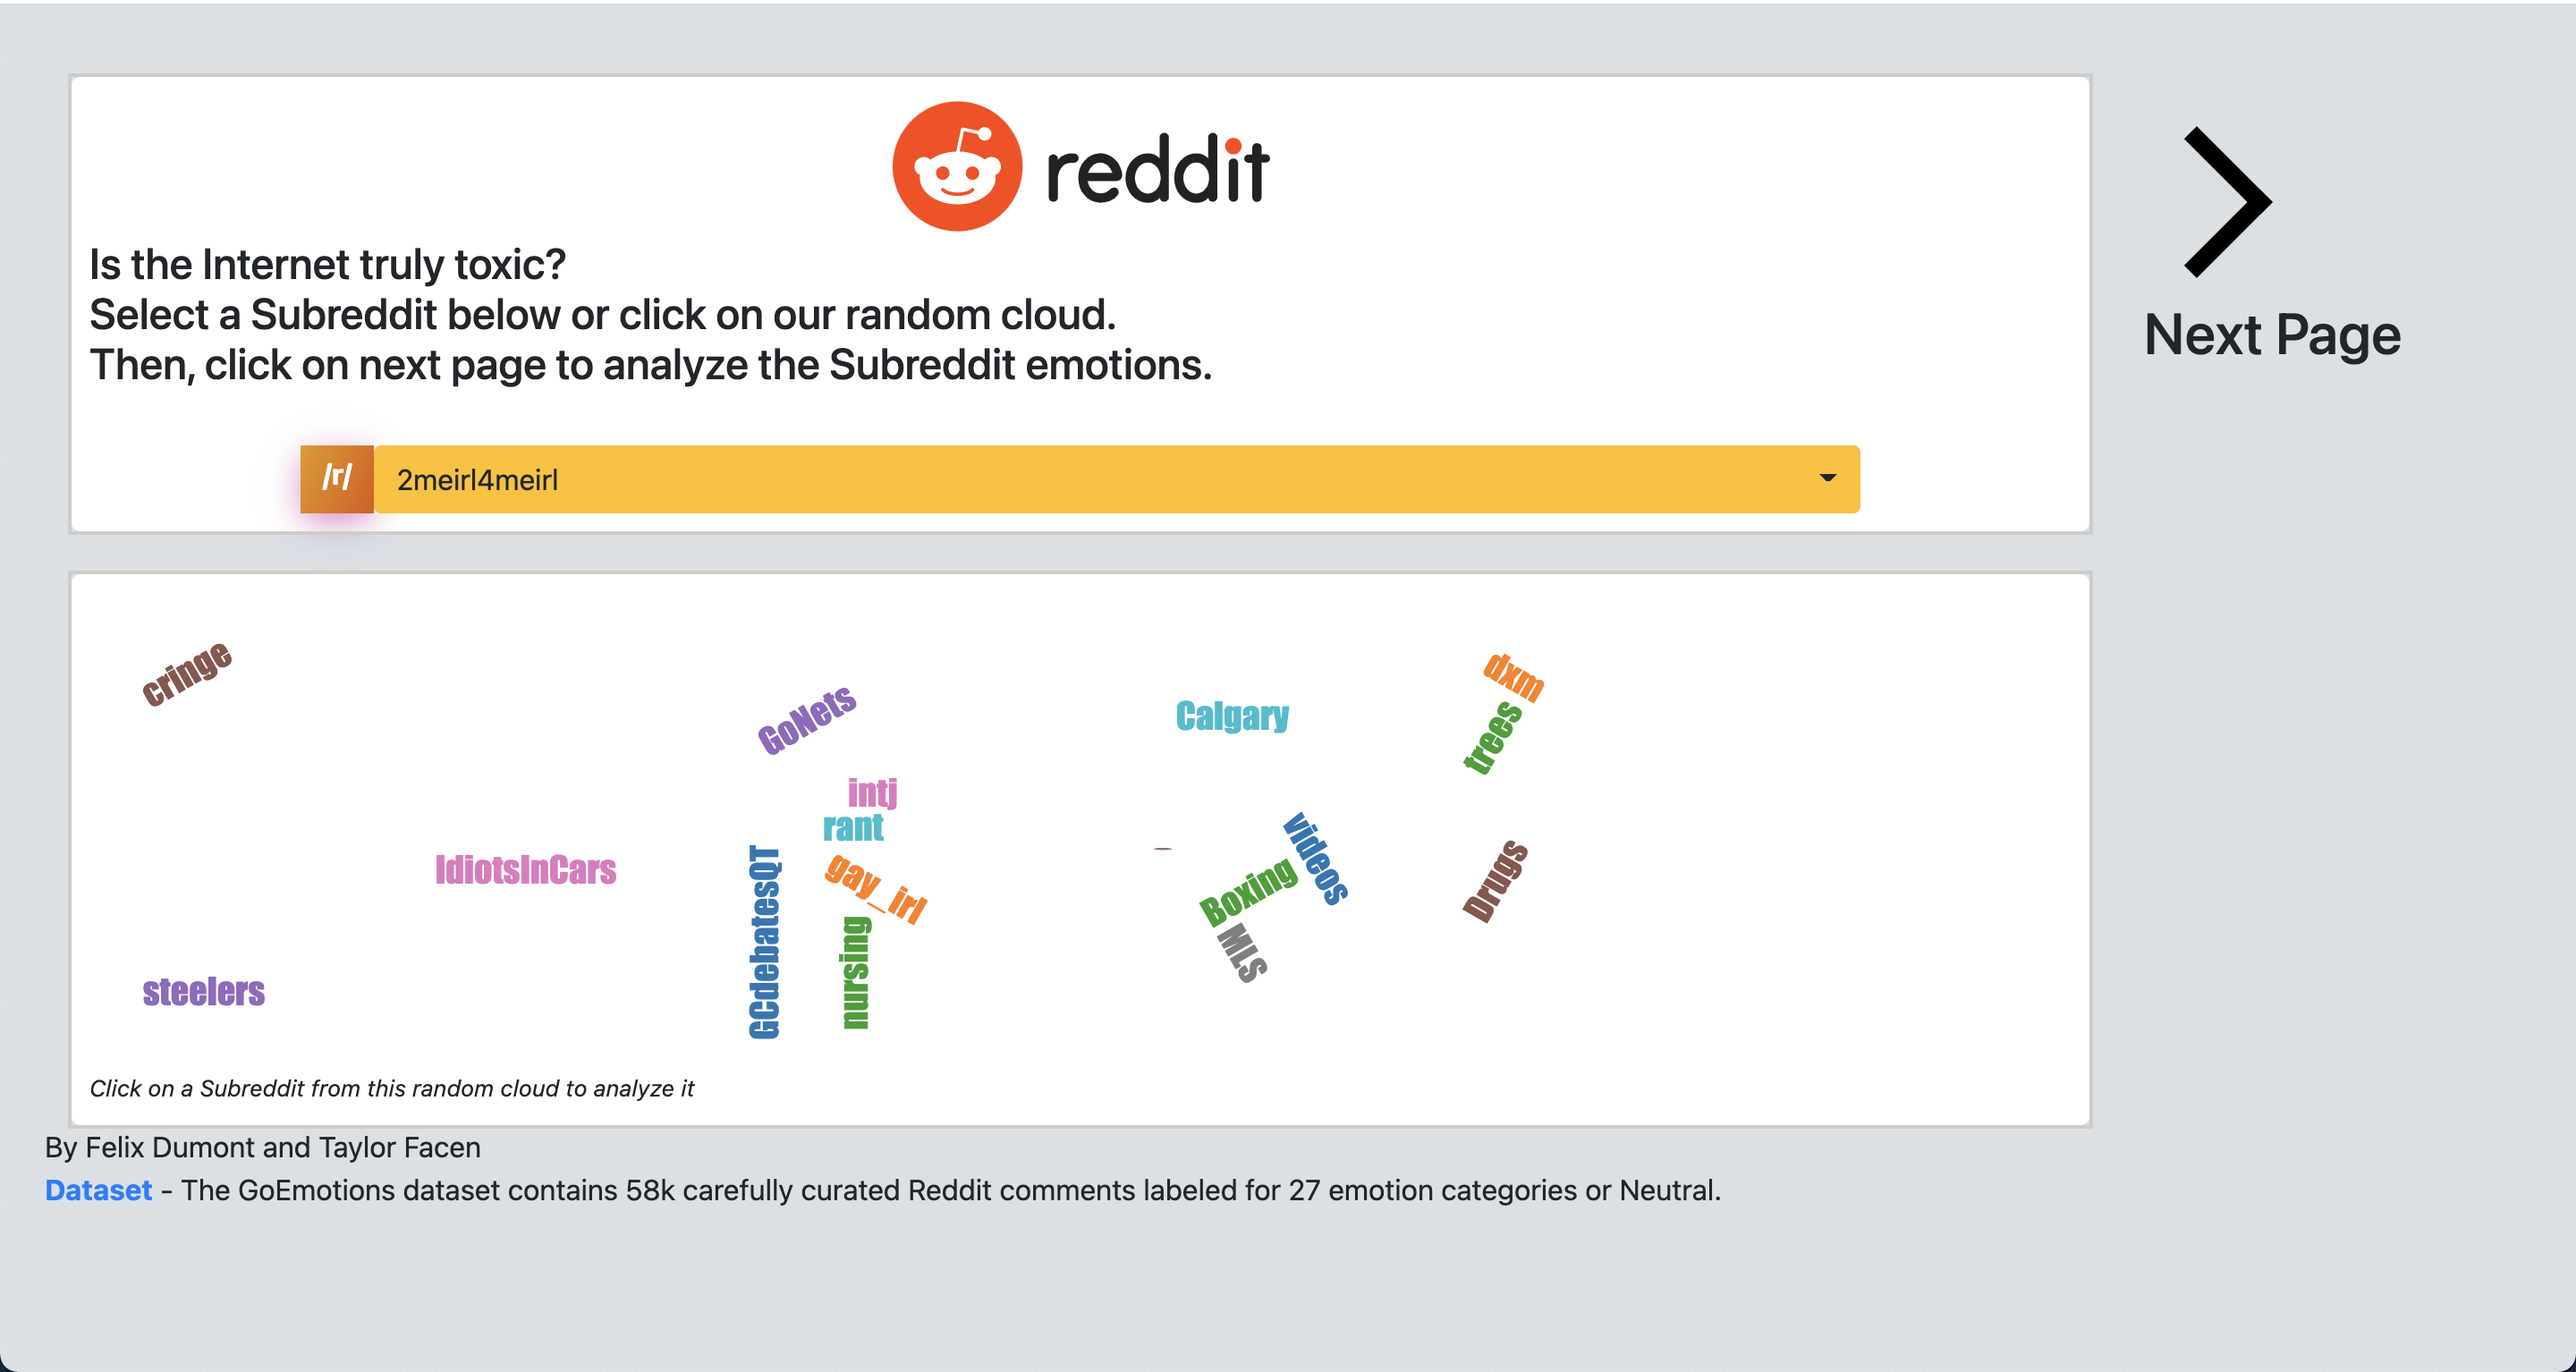 reddit
Is the Internet truly toxic?
Select a Subreddit below or click on our random cloud.
Then, click on next page to analyze the Subreddit emotions.
Next Page
/r/ 2meirl4meirl
cringe
GoNets
Calgary
dxm
trees
intj
rant
IdiotsInCars
GCdebatesQT
gay_irl
nursing
videos
Boxing
MLS
Drugs
steelers
Click on a Subreddit from this random cloud to analyze it
By Felix Dumont and Taylor Facen
Dataset - The GoEmotions dataset contains 58k carefully curated Reddit comments labeled for 27 emotion categories or Neutral.